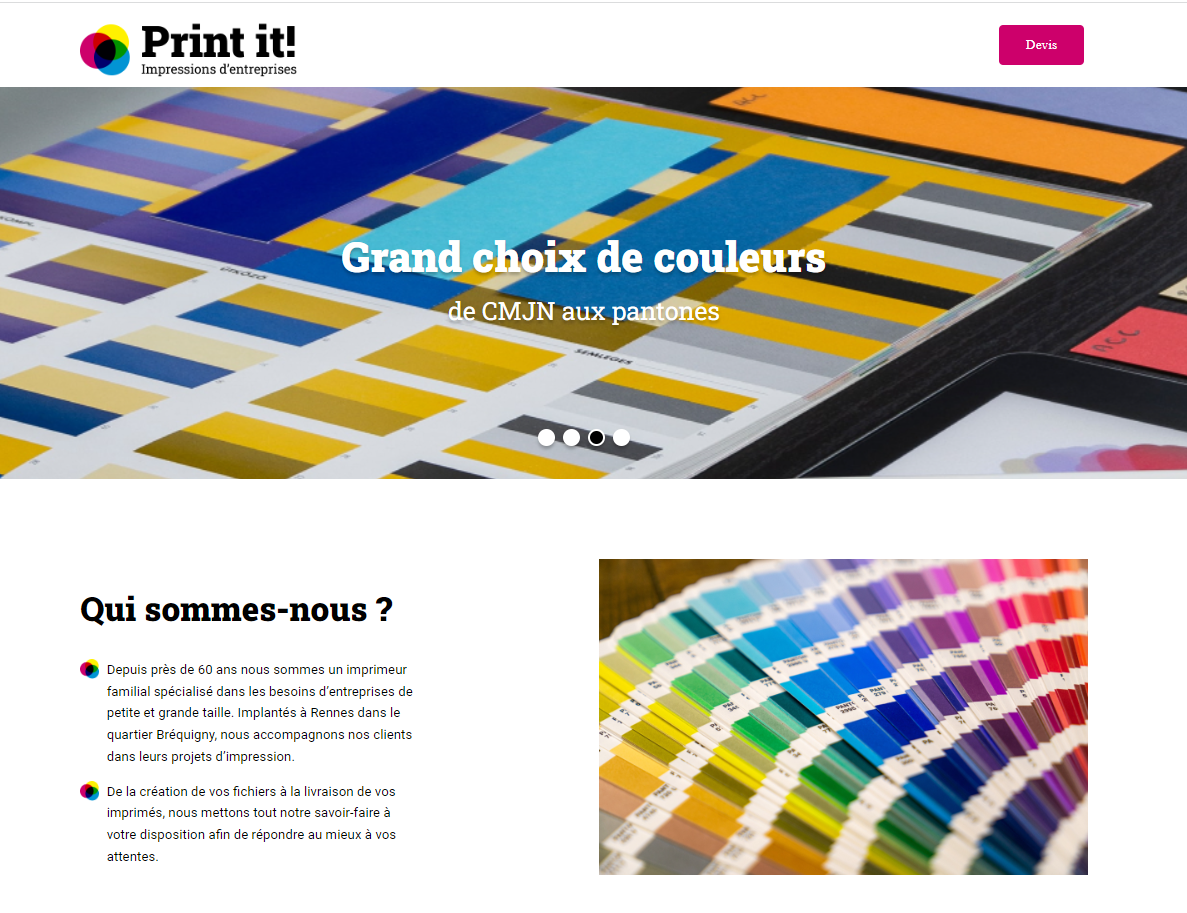 Print it!
Impressions d'entreprises
Devis
ÜTKÖZŐ
SEMLEGES
ACC
Grand choix de couleurs
de CMJN aux pantones
Qui sommes-nous ?
Depuis près de 60 ans nous sommes un imprimeur
familial spécialisé dans les besoins d’entreprises de
petite et grande taille. Implantés à Rennes dans le
quartier Bréquigny, nous accompagnons nos clients
dans leurs projets d’impression.
De la création de vos fichiers à la livraison de vos
imprimés, nous mettons tout notre savoir-faire à
votre disposition afin de répondre au mieux à vos
attentes.